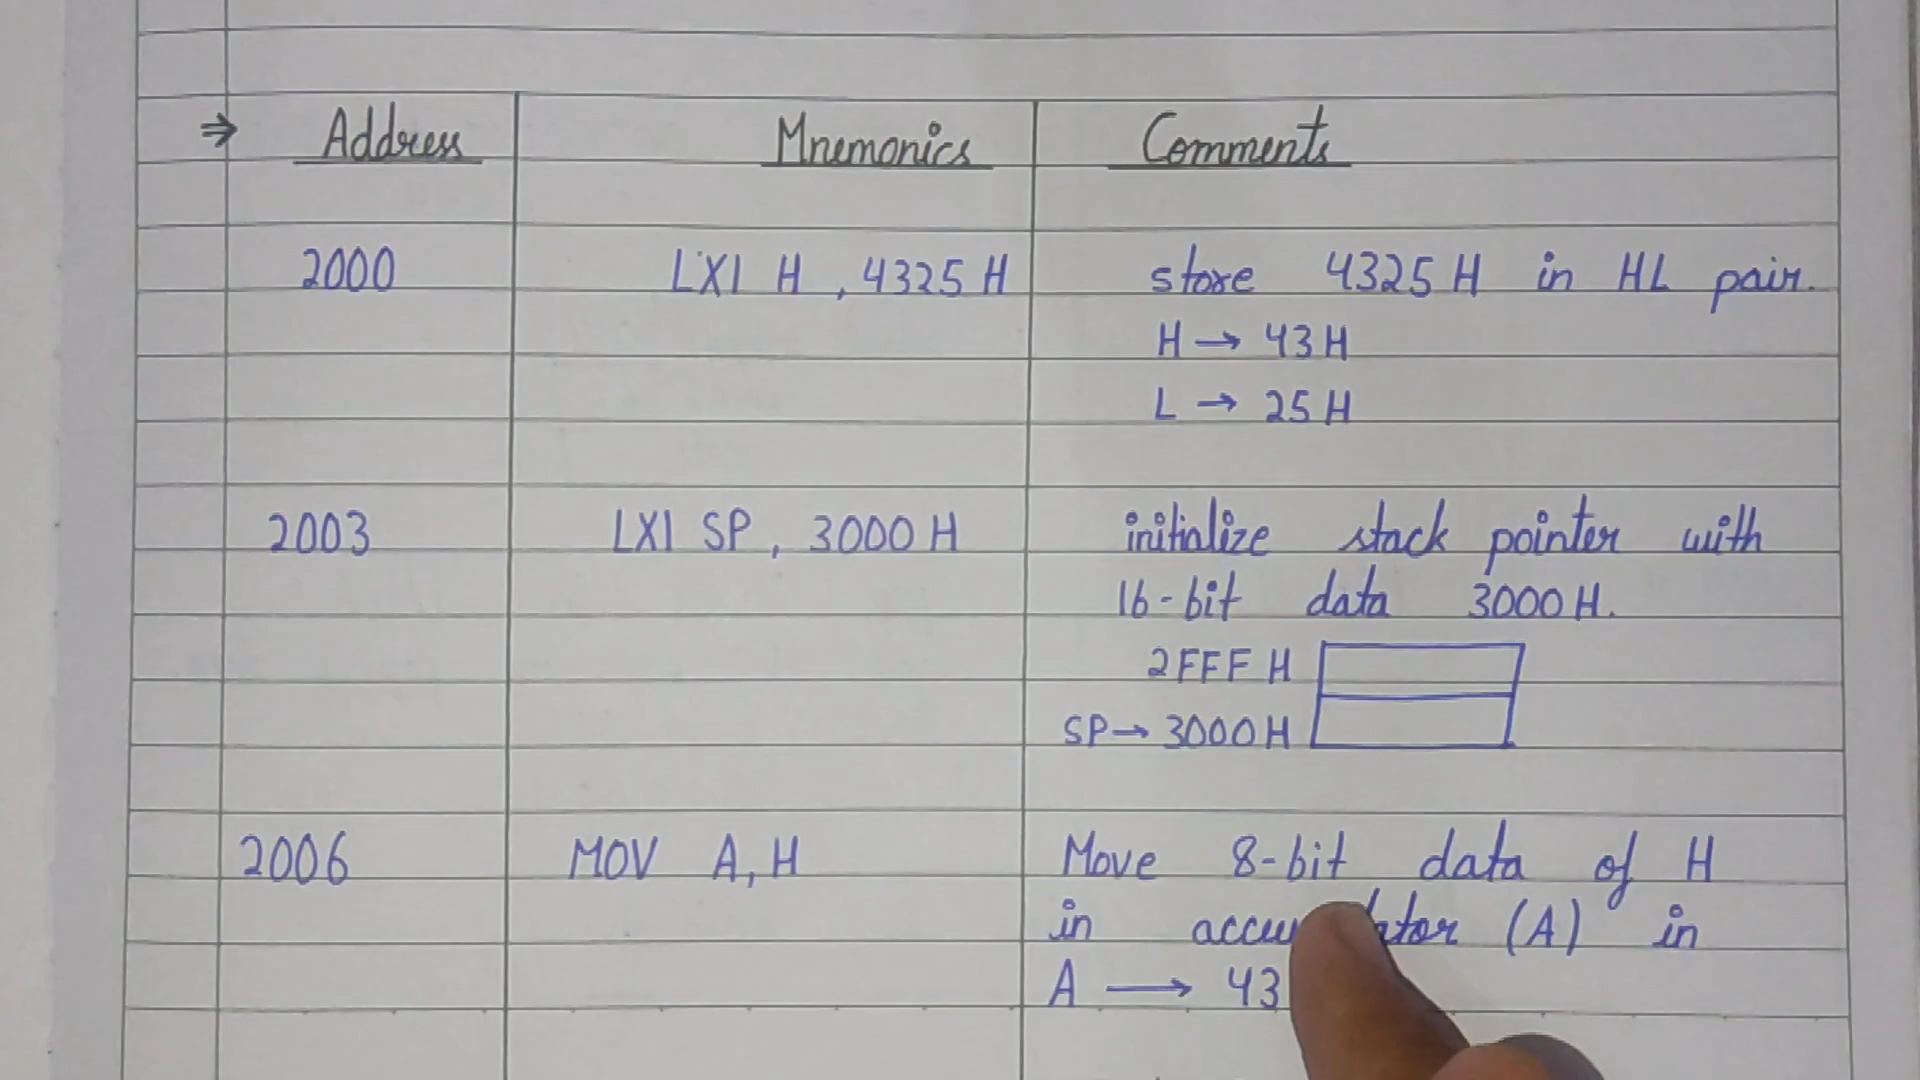 ⇒ Address Mnemonics Comments
2000 LXI H , 4325 H store 4325 H in HL pair.
H → 43 H
L → 25 H
2003 LXI SP , 3000 H initialize stack pointer with
16-bit data 3000 H.
2FFF H
SP → 3000 H
2006 MOV A, H Move 8-bit data of H
in (A) in
A → 43